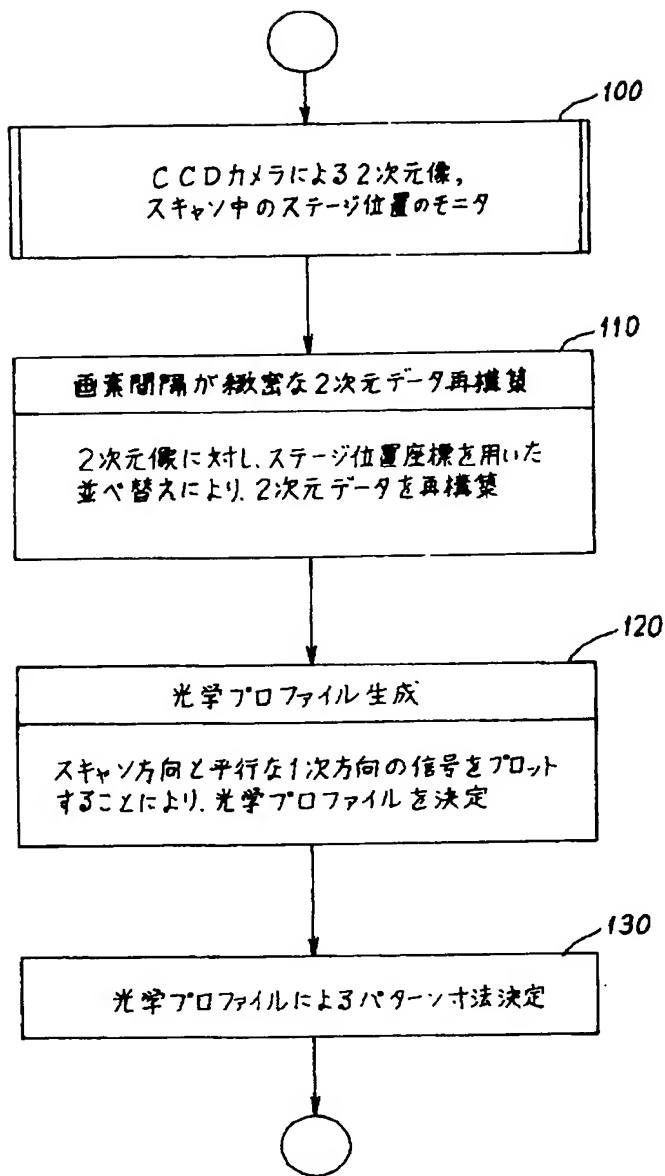 100
CCDカメラによる2次元像,
スキャン中のステージ位置のモニタ
110
画素間隔が緻密な2次元データ再構築
2次元像に対し、ステージ位置座標を用いた
並べ替えにより、2次元データを再構築
120
光学プロファイル生成
スキャン方向と平行な1次方向の信号をプロット
することにより、光学プロファイルを決定
130
光学プロファイルによるパターン寸法決定